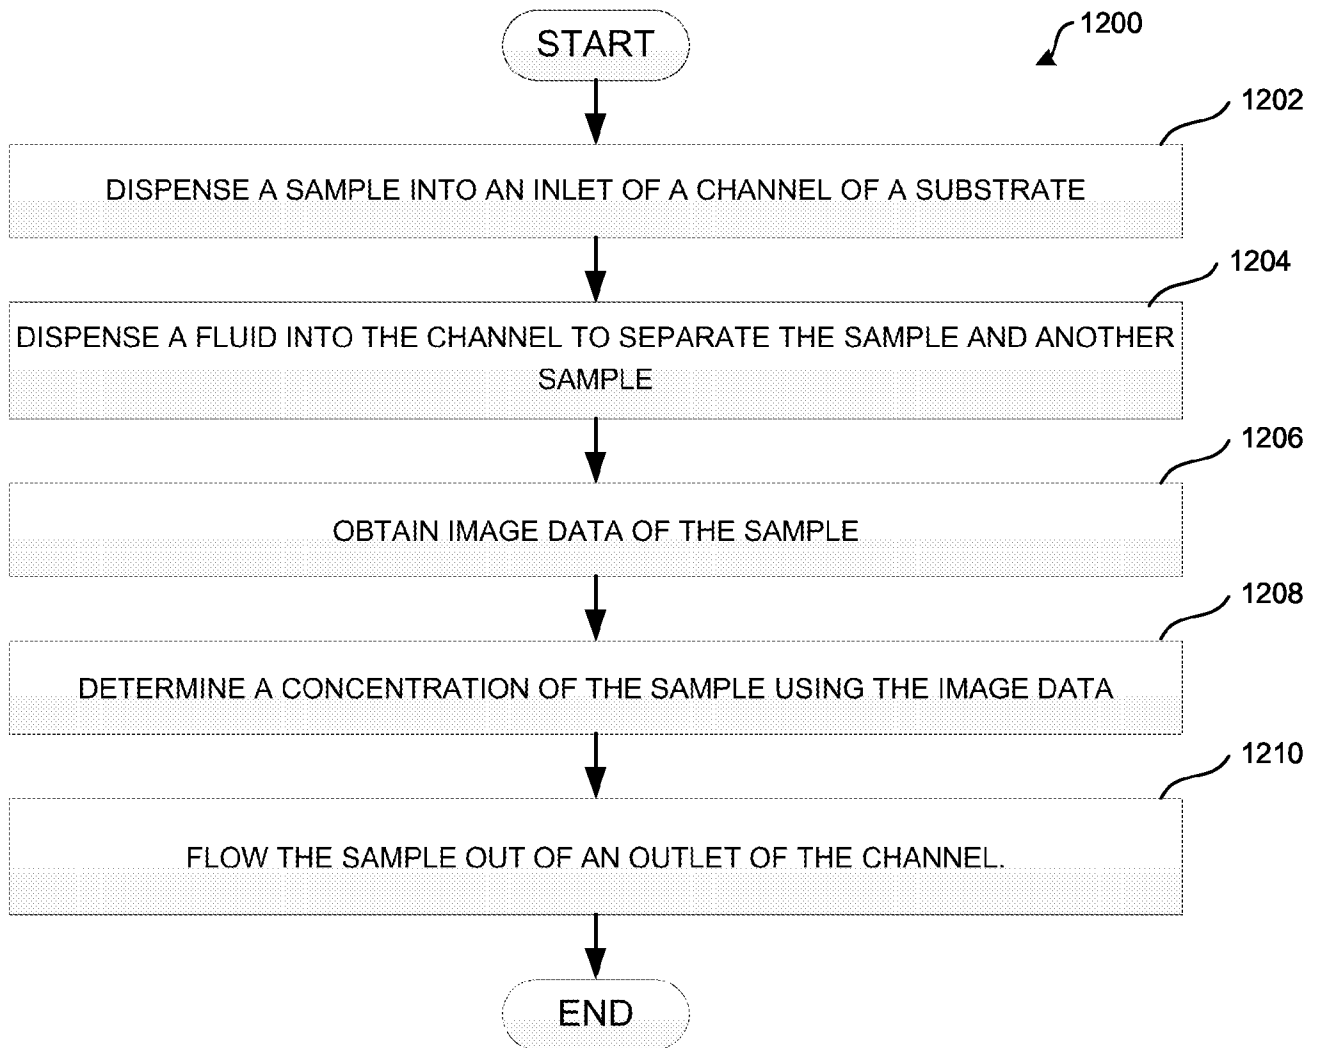 START
1200
1202
DISPENSE A SAMPLE INTO AN INLET OF A CHANNEL OF A SUBSTRATE
1204
DISPENSE A FLUID INTO THE CHANNEL TO SEPARATE THE SAMPLE AND ANOTHER
SAMPLE
1206
OBTAIN IMAGE DATA OF THE SAMPLE
1208
DETERMINE A CONCENTRATION OF THE SAMPLE USING THE IMAGE DATA
1210
FLOW THE SAMPLE OUT OF AN OUTLET OF THE CHANNEL.
END